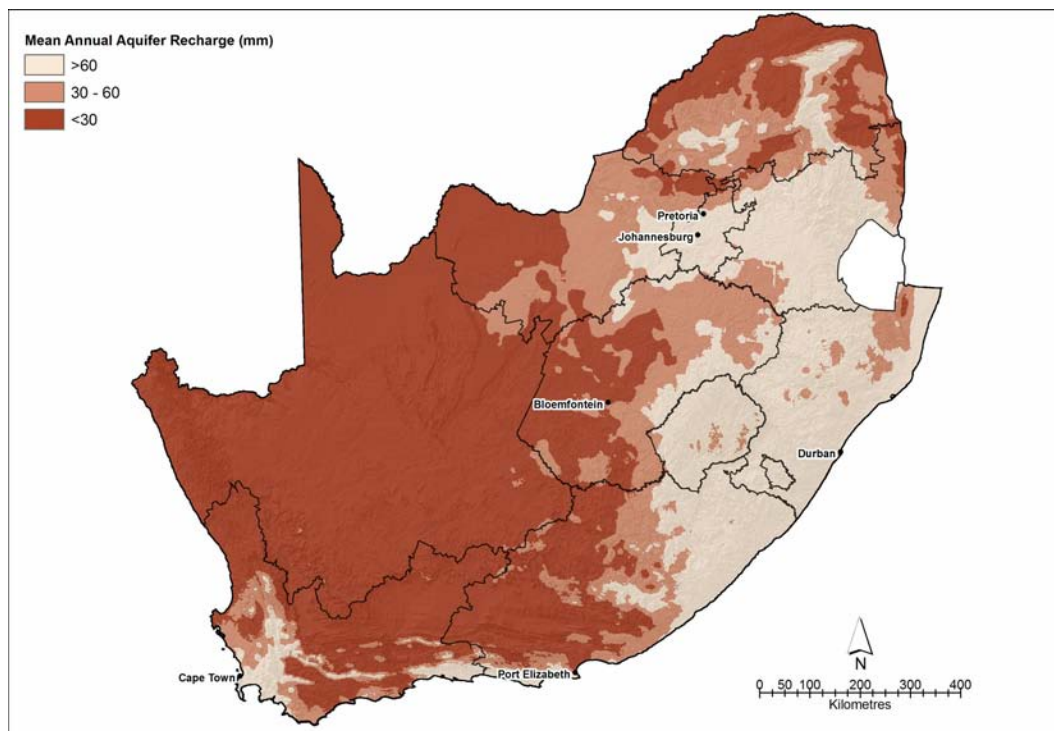 Mean Annual Aquifer Recharge (mm)
>60
30 - 60
<30
Pretoria
Johannesburg
Bloemfontein
Durban
Cape Town
Port Elizabeth
N
0 50 100 200 300 400
Kilometres